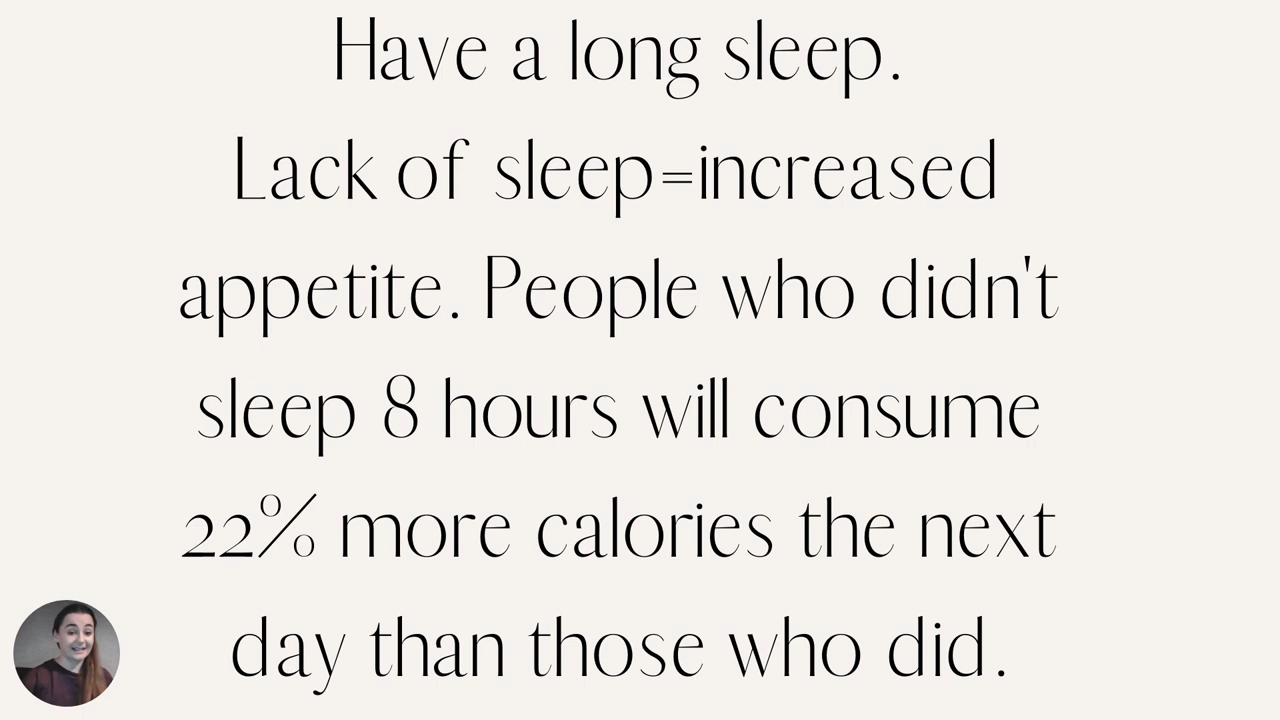 Have a long sleep.
Lack of sleep=increased
appetite. People who didn't
sleep 8 hours will consume
22% more calories the next
day than those who did.